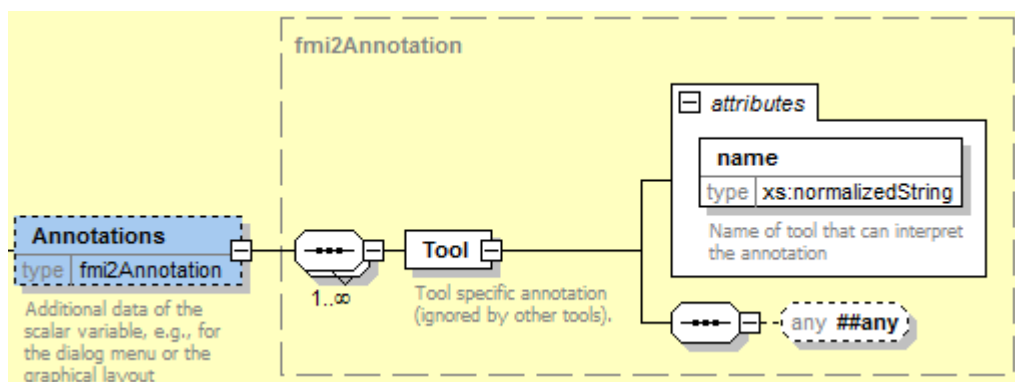 fmi2Annotation
attributes
name
type xs:normalizedString
Name of tool that can interpret
the annotation
Annotations
type fmi2Annotation
Additional data of the
scalar variable, e.g., for
the dialog menu or the
graphical layout
1..∞
Tool
Tool specific annotation
(ignored by other tools).
any ##any